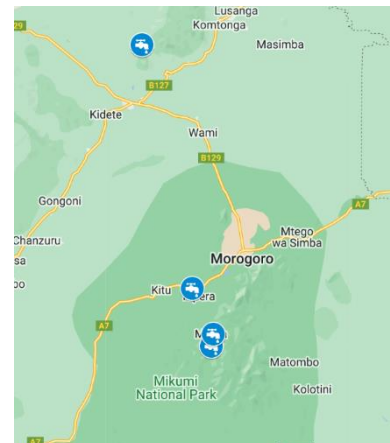 Lusanga
Komtonga
B129
Masimba
B127
Kidete
Wami
B129
Gongoni
A7
Mtego
wa Simba
Chanzuru
Morogoro
Kitu
A7
Matombo
Mikumi
National Park
Kolotini
A7